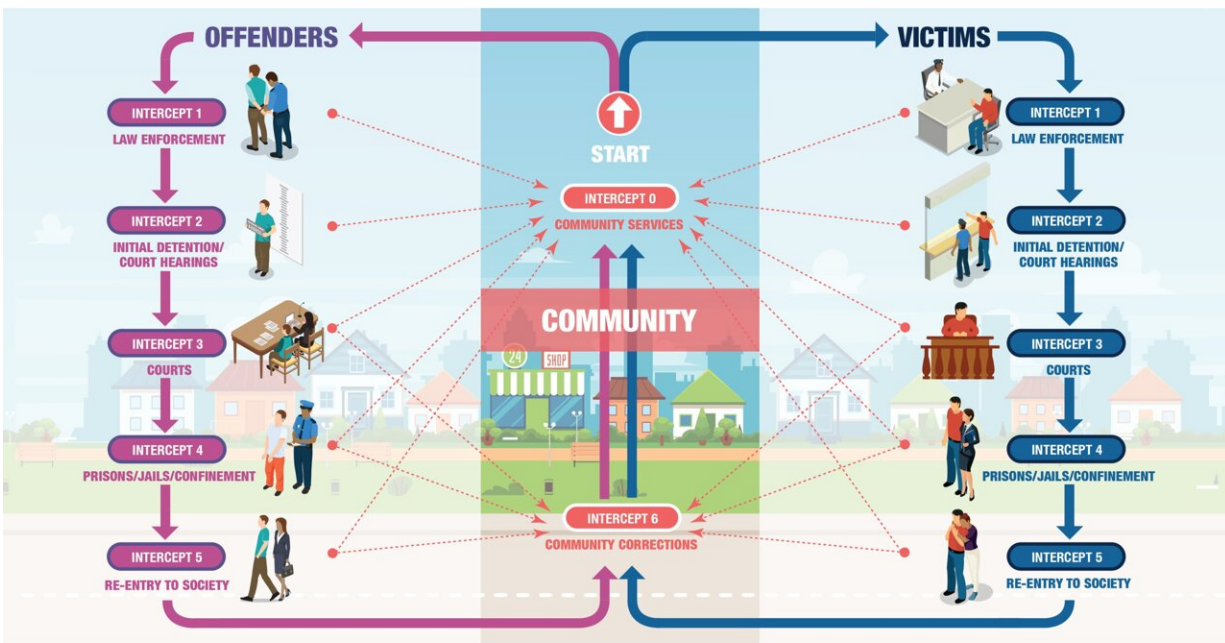 OFFENDERS
INTERCEPT 1
LAW ENFORCEMENT
INTERCEPT 2
INITIAL DETENTION/
COURT HEARINGS
INTERCEPT 3
COURTS
INTERCEPT 4
PRISONS/JAILS/CONFINEMENT
INTERCEPT 5
RE-ENTRY TO SOCIETY
START
INTERCEPT 0
COMMUNITY SERVICES
COMMUNITY
24
SHOP
INTERCEPT 6
COMMUNITY CORRECTIONS
VICTIMS
INTERCEPT 1
LAW ENFORCEMENT
INTERCEPT 2
INITIAL DETENTION/
COURT HEARINGS
INTERCEPT 3
COURTS
INTERCEPT 4
PRISONS/JAILS/CONFINEMENT
INTERCEPT 5
RE-ENTRY TO SOCIETY